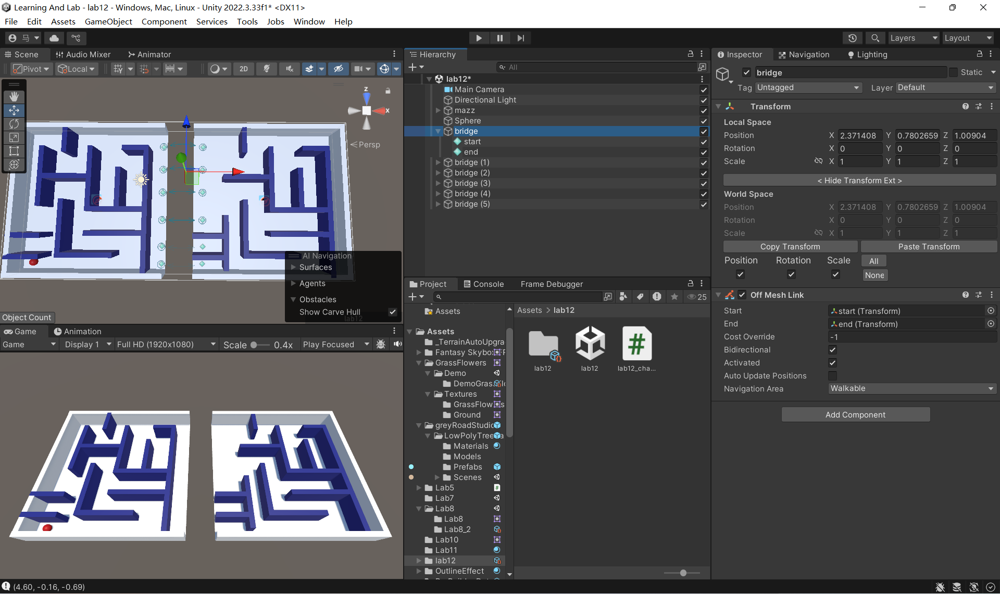 Learning And Lab - lab12 - Windows, Mac, Linux - Unity 2022.3.33f1* <DX11>
File Edit Assets GameObject Component Services Tools Jobs Window Help
马 Layers Layout
Scene Audio Mixer Animator
Pivot Local 2D
z
x
Persp
AI Navigation
Surfaces
Agents
Obstacles
Show Carve Hull
lab12
Object Count
Game Animation
Game Display 1 Full HD (1920x1080) Scale 0.4x Play Focused
Hierarchy
All
lab12*
Main Camera
Directional Light
mazz
Sphere
bridge
start
end
bridge (1)
bridge (2)
bridge (3)
bridge (4)
bridge (5)
Project Console Frame Debugger
25
Assets
Assets
_TerrainAutoUpgra
Fantasy Skybox F
GrassFlowers
Demo
Textures
Ground
greyRoadStudio
LowPolyTree
Materials
Models
Prefabs
Scenes
Lab5
Lab7
Lab8
Lab8
Lab8_2
Lab10
Lab11
lab12
OutlineEffect
Assets > lab12
lab12
lab12
lab12_cha...
Inspector Navigation Lighting
bridge Static
Tag Untagged Layer Default
Transform
Local Space
Position X 2.371408 Y 0.7802659 Z 1.00904
Rotation X 0 Y 0 Z 0
Scale X 1 Y 1 Z 1
< Hide Transform Ext >
World Space
Position X 2.371408 Y 0.7802659 Z 1.00904
Rotation X 0 Y 0 Z 0
Scale X 1 Y 1 Z 1
Copy Transform Paste Transform
Position Rotation Scale All
None
Off Mesh Link
Start start (Transform)
End end (Transform)
Cost Override -1
Bidirectional
Activated
Auto Update Positions
Navigation Area Walkable
Add Component
(4.60, -0.16, -0.69)